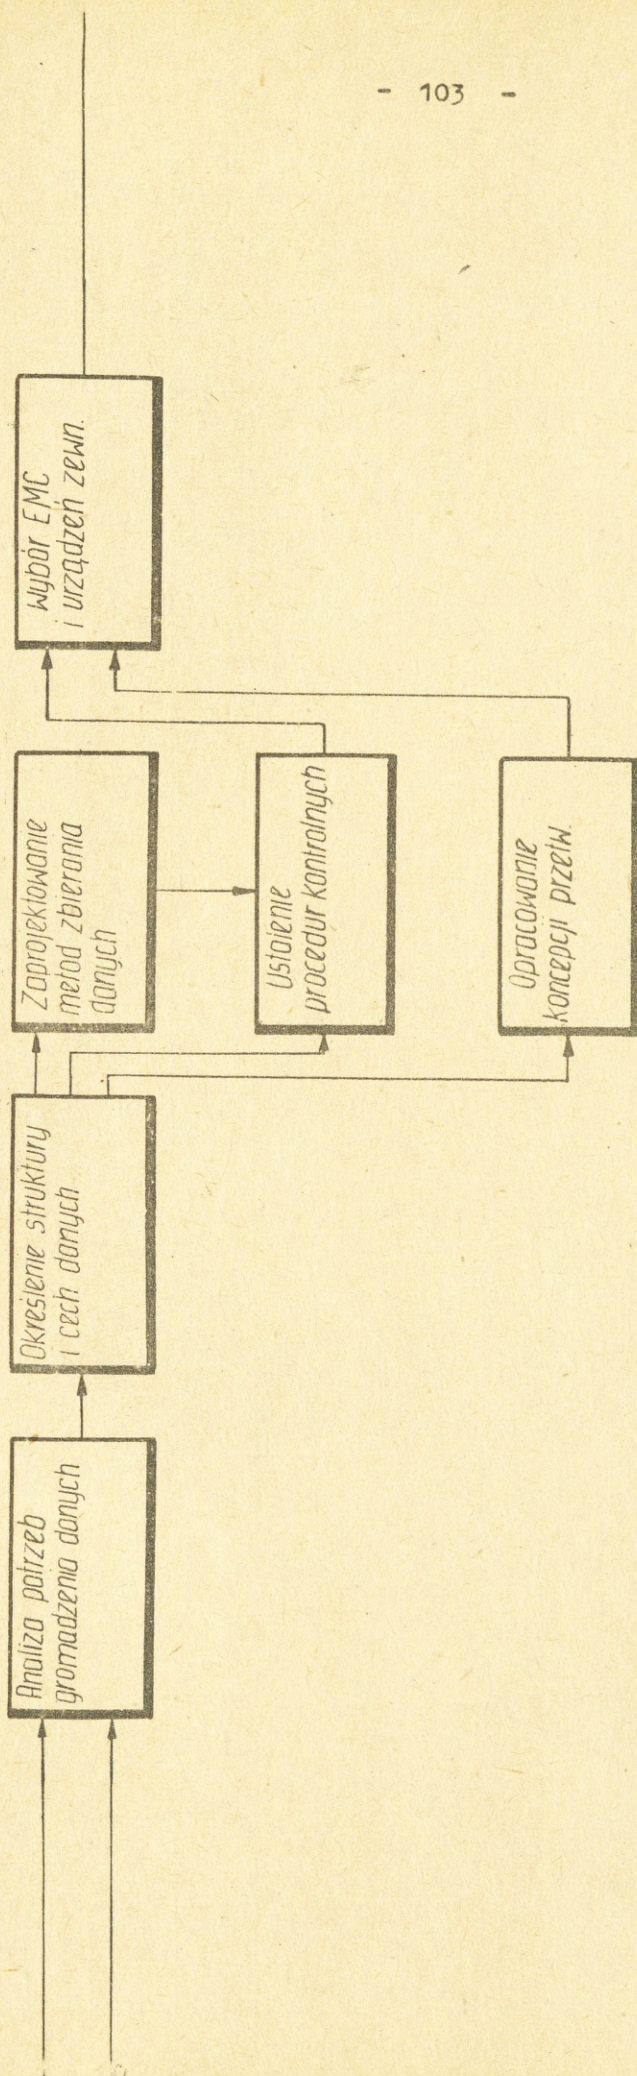 - 103 -
Analiza potrzeb
gromadzenia danych
Określenie struktury
i cech danych
Zaprojektowanie
metod zbierania
danych
Ustalenie
procedur kontrolnych
Opracowanie
koncepcji przetw.
Wybór EMC
i urządzeń zewn.